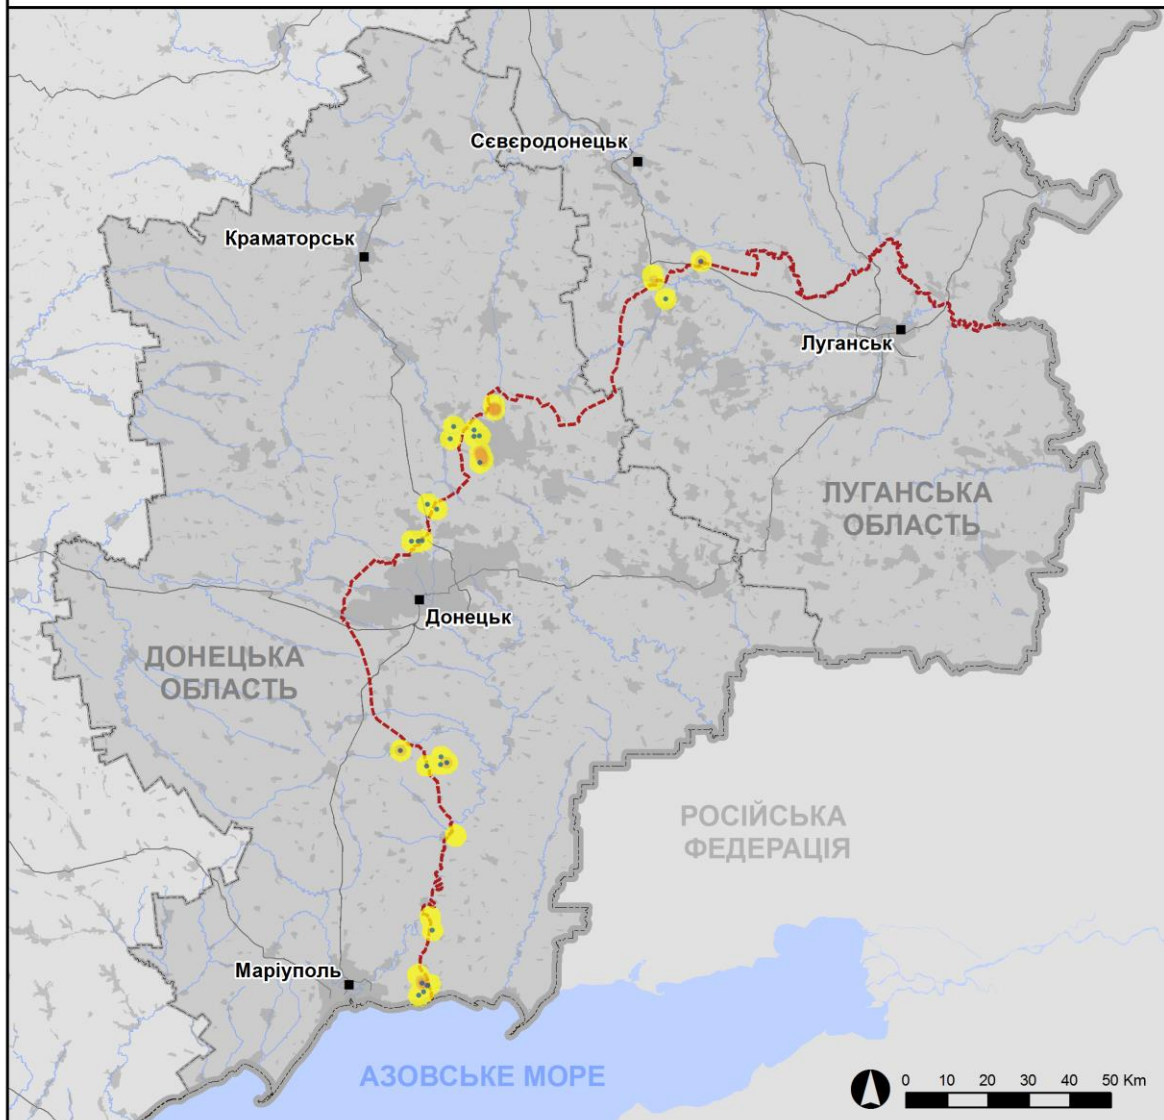 Сєвєродонецьк
Краматорськ
Луганськ
ЛУГАНСЬКА
ОБЛАСТЬ
Донецьк
ДОНЕЦЬКА
ОБЛАСТЬ
РОСІЙСЬКА
ФЕДЕРАЦІЯ
Маріуполь
АЗОВСЬКЕ МОРЕ
0 10 20 30 40 50 Km